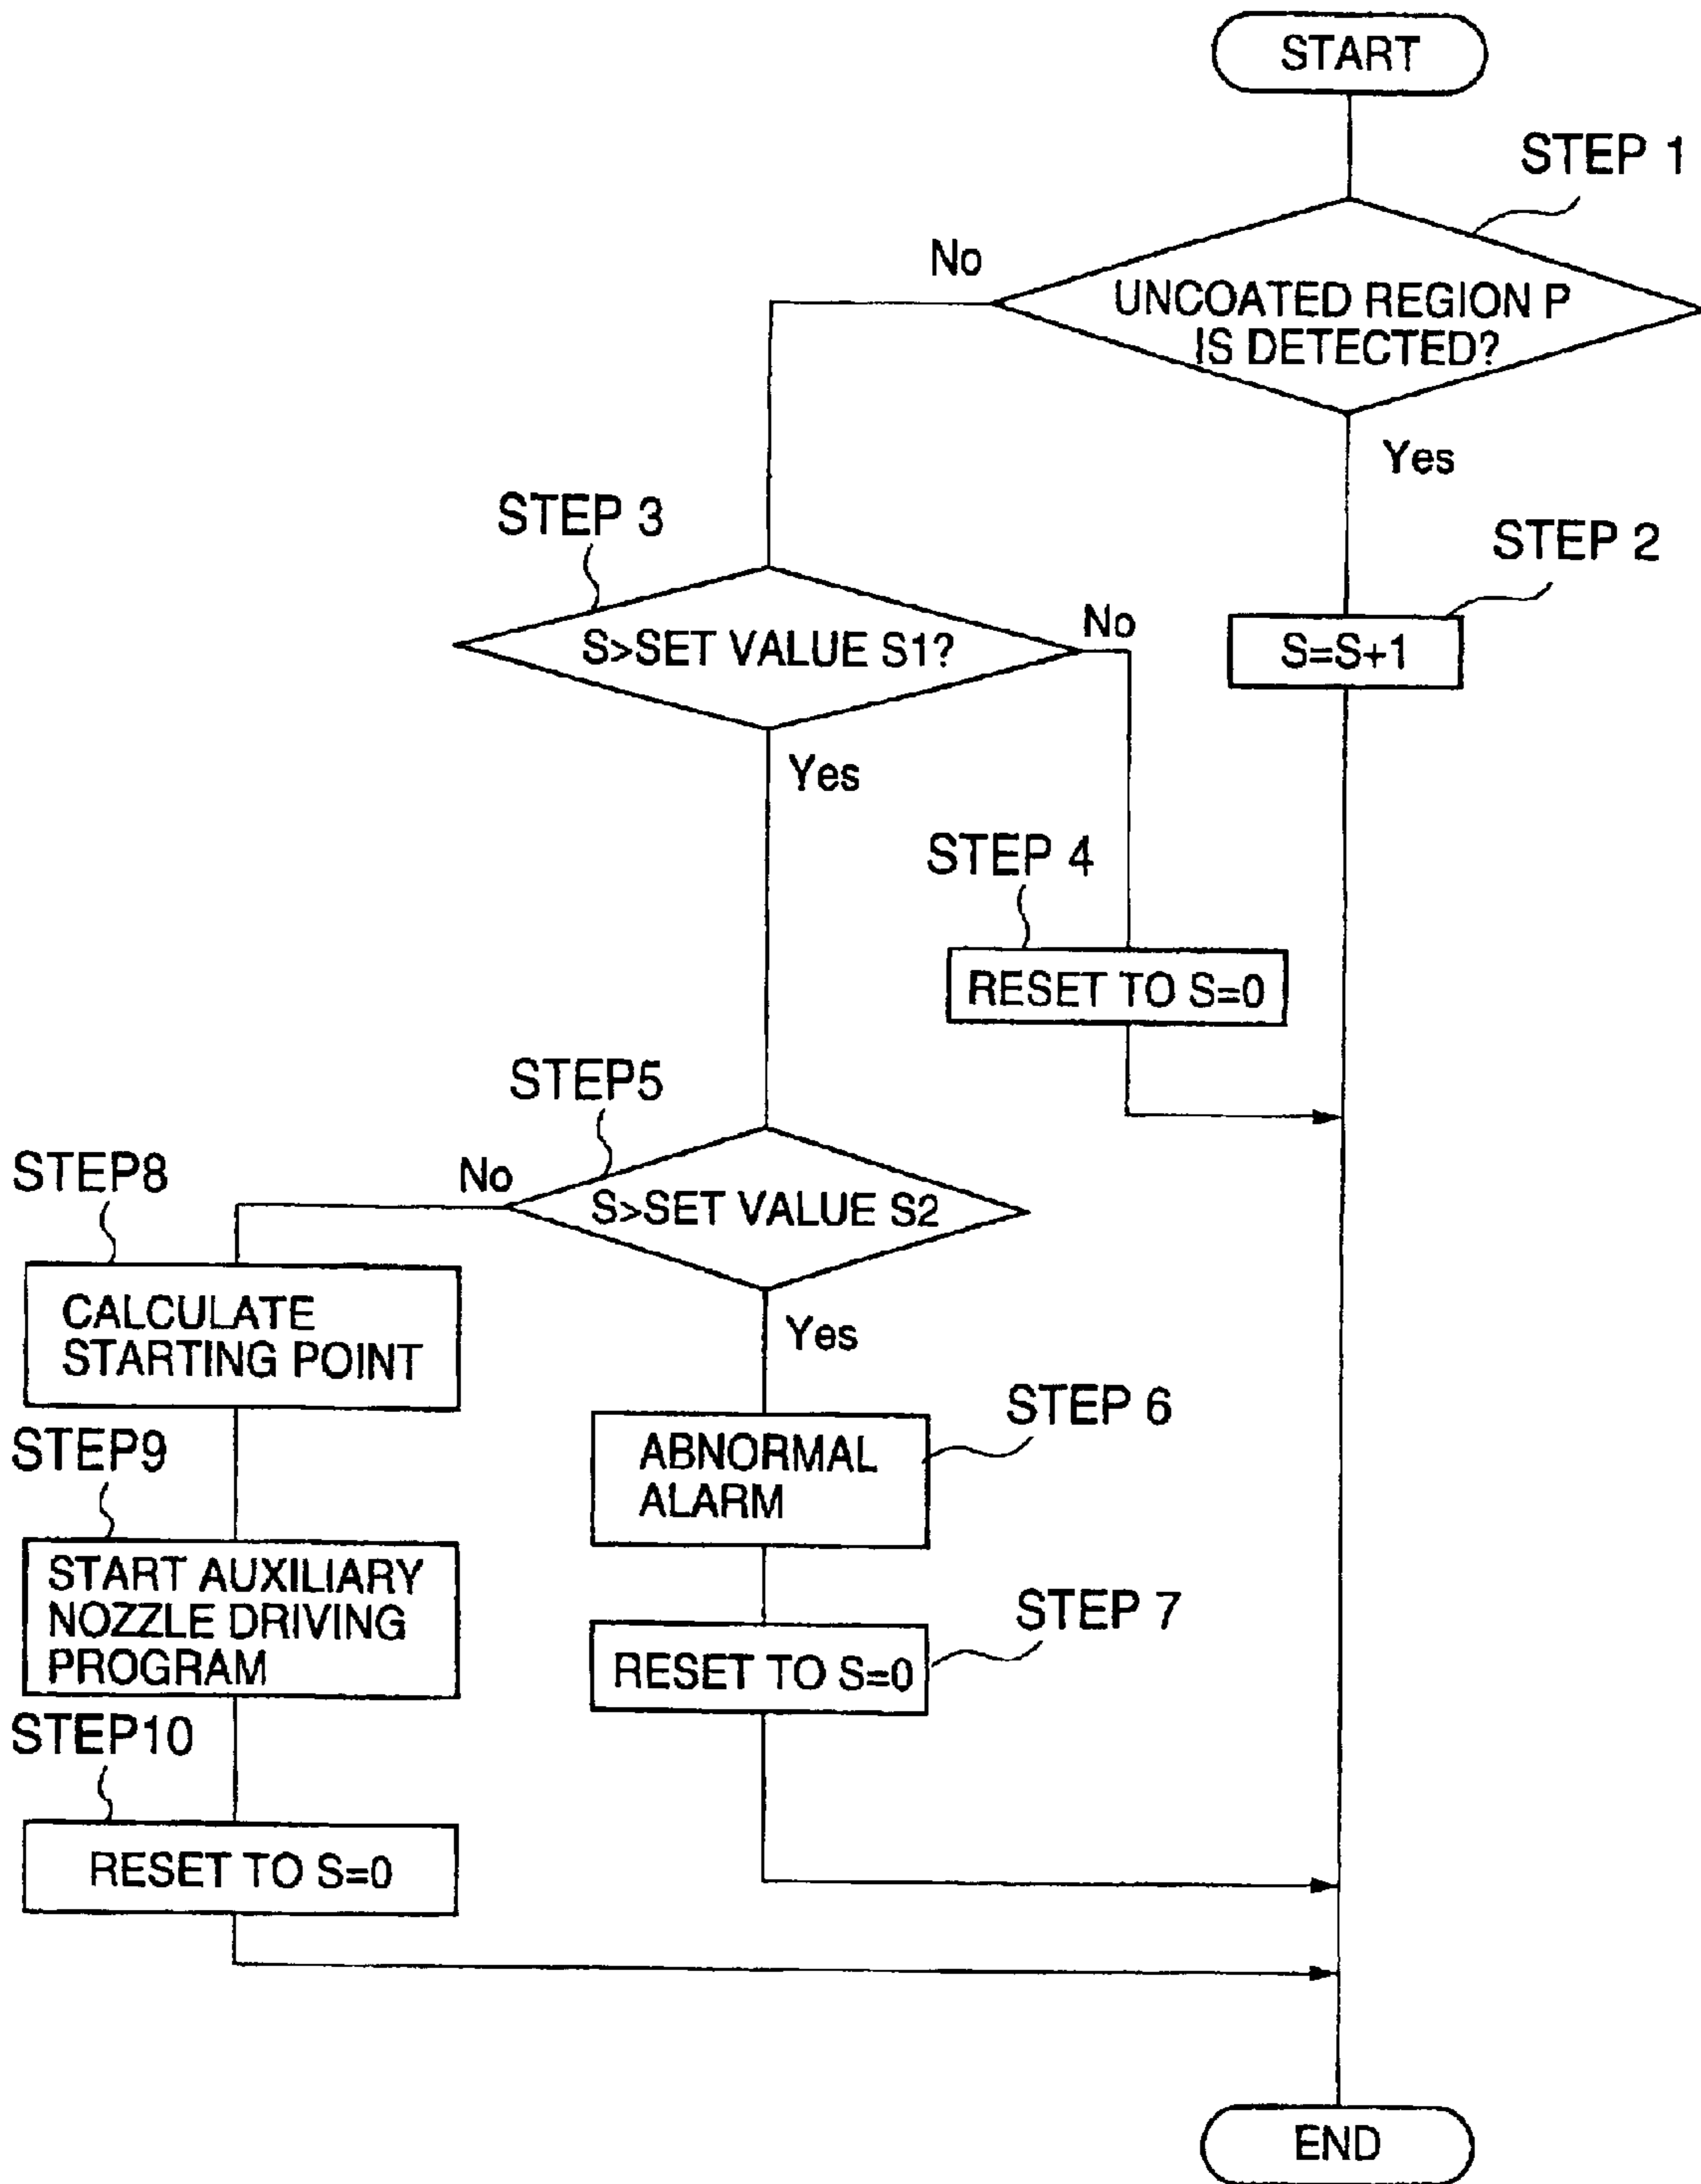 START
STEP 1
No
UNCOATED REGION P
IS DETECTED?
Yes
STEP 3
STEP 2
S>SET VALUE S1?
No
S=S+1
Yes
STEP 4
RESET TO S=0
STEP5
STEP8
No
S>SET VALUE S2
CALCULATE
STARTING POINT
Yes
STEP 6
STEP9
ABNORMAL
ALARM
START AUXILIARY
NOZZLE DRIVING
PROGRAM
STEP 7
RESET TO S=0
STEP10
RESET TO S=0
END